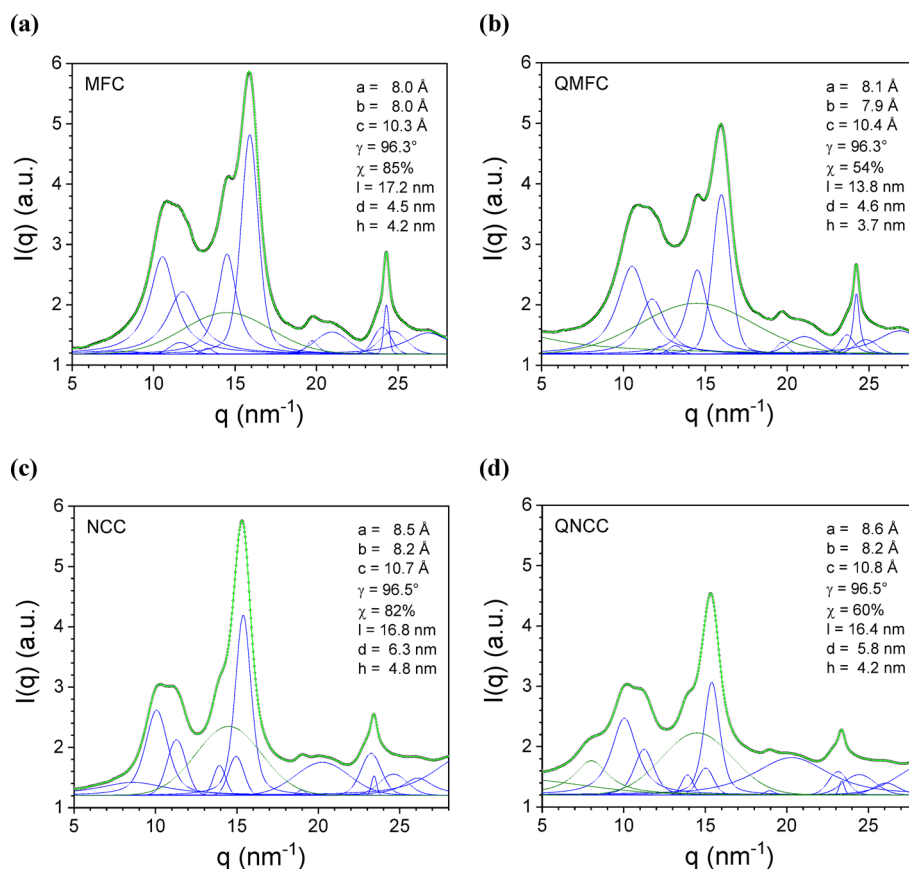 (a)
6
5
4
3
2
1
I(q) (a.u.)
MFC
a = 8.0 Å
b = 8.0 Å
c = 10.3 Å
γ = 96.3°
χ = 85%
l = 17.2 nm
d = 4.5 nm
h = 4.2 nm
5 10 15 20 25
q (nm⁻¹)
(b)
6
5
4
3
2
1
I(q) (a.u.)
QMFC
a = 8.1 Å
b = 7.9 Å
c = 10.4 Å
γ = 96.3°
χ = 54%
l = 13.8 nm
d = 4.6 nm
h = 3.7 nm
5 10 15 20 25
q (nm⁻¹)
(c)
6
5
4
3
2
1
I(q) (a.u.)
NCC
a = 8.5 Å
b = 8.2 Å
c = 10.7 Å
γ = 96.5°
χ = 82%
l = 16.8 nm
d = 6.3 nm
h = 4.8 nm
5 10 15 20 25
q (nm⁻¹)
(d)
6
5
4
3
2
1
I(q) (a.u.)
QNCC
a = 8.6 Å
b = 8.2 Å
c = 10.8 Å
γ = 96.5°
χ = 60%
l = 16.4 nm
d = 5.8 nm
h = 4.2 nm
5 10 15 20 25
q (nm⁻¹)